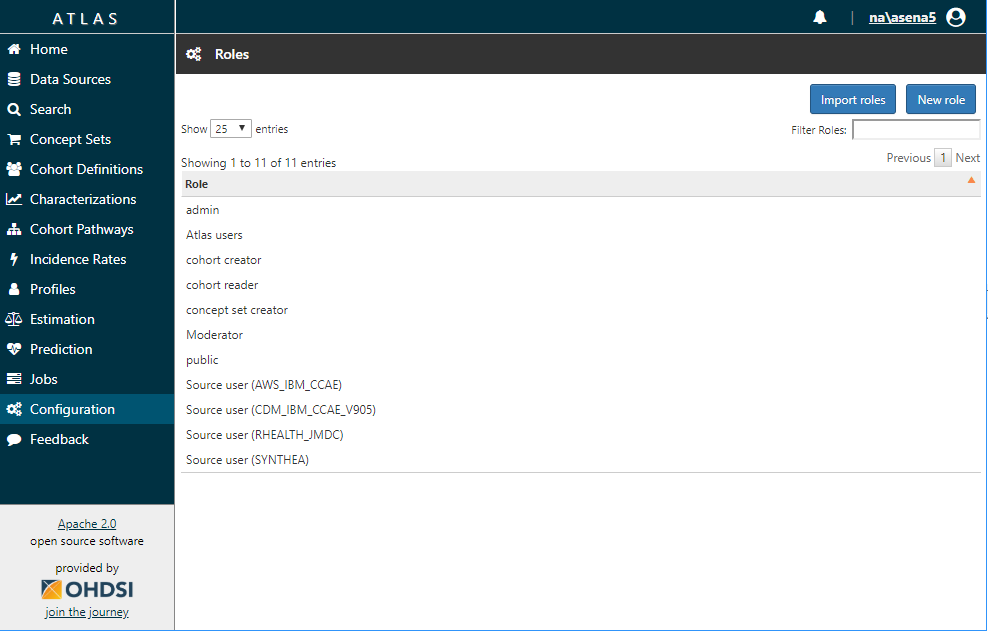 ATLAS
na\asena5
Home
Data Sources
Search
Concept Sets
Cohort Definitions
Characterizations
Cohort Pathways
Incidence Rates
Profiles
Estimation
Prediction
Jobs
Configuration
Feedback
Apache 2.0
open source software
provided by
OHDSI
join the journey
Roles
Import roles New role
Show 25 entries Filter Roles:
Showing 1 to 11 of 11 entries Previous 1 Next
Role
admin
Atlas users
cohort creator
cohort reader
concept set creator
Moderator
public
Source user (AWS_IBM_CCAE)
Source user (CDM_IBM_CCAE_V905)
Source user (RHEALTH_JMDC)
Source user (SYNTHEA)